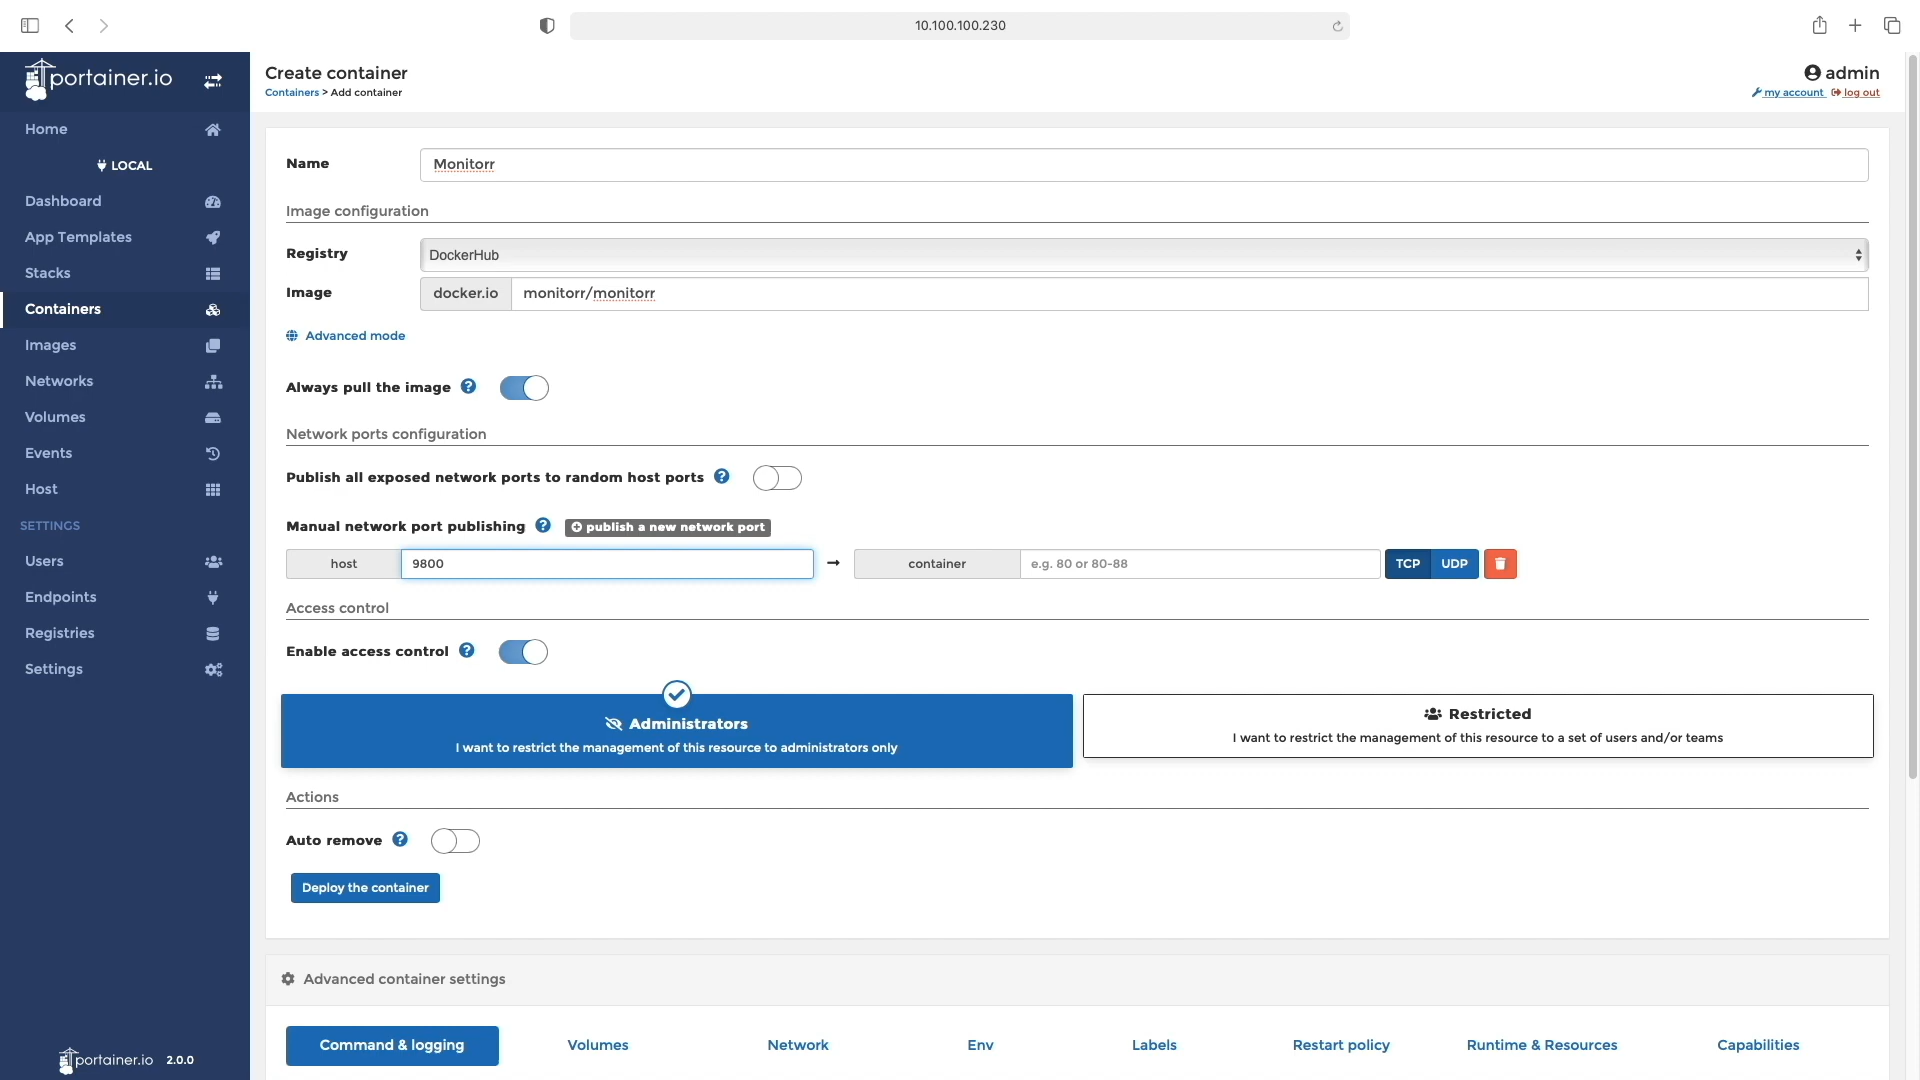 10.100.100.230
portainer.io
Home
LOCAL
Dashboard
App Templates
Stacks
Containers
Images
Networks
Volumes
Events
Host
SETTINGS
Users
Endpoints
Registries
Settings
portainer.io 2.0.0
Create container
Containers > Add container
admin
my account log out
Name Monitorr
Image configuration
Registry DockerHub
Image docker.io monitorr/monitorr
Advanced mode
Always pull the image
Network ports configuration
Publish all exposed network ports to random host ports
Manual network port publishing publish a new network port
host 9800 → container e.g. 80 or 80-88 TCP UDP
Access control
Enable access control
Administrators
I want to restrict the management of this resource to administrators only
Restricted
I want to restrict the management of this resource to a set of users and/or teams
Actions
Auto remove
Deploy the container
Advanced container settings
Command & logging Volumes Network Env Labels Restart policy Runtime & Resources Capabilities